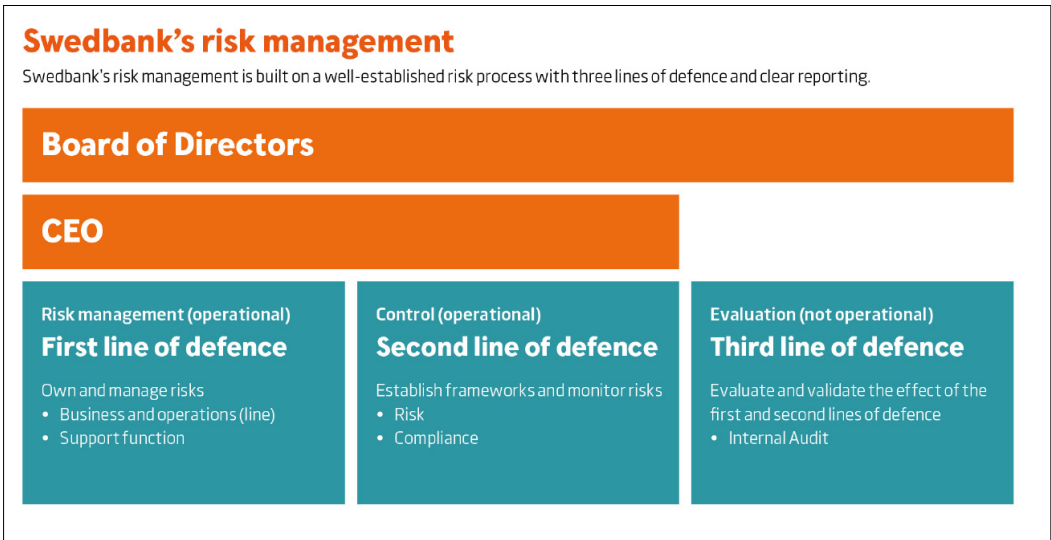 Swedbank's risk management
Swedbank's risk management is built on a well-established risk process with three lines of defence and clear reporting.
Board of Directors
CEO
Risk management (operational)
First line of defence
Own and manage risks
• Business and operations (line)
• Support function
Control (operational)
Second line of defence
Establish frameworks and monitor risks
• Risk
• Compliance
Evaluation (not operational)
Third line of defence
Evaluate and validate the effect of the
first and second lines of defence
• Internal Audit